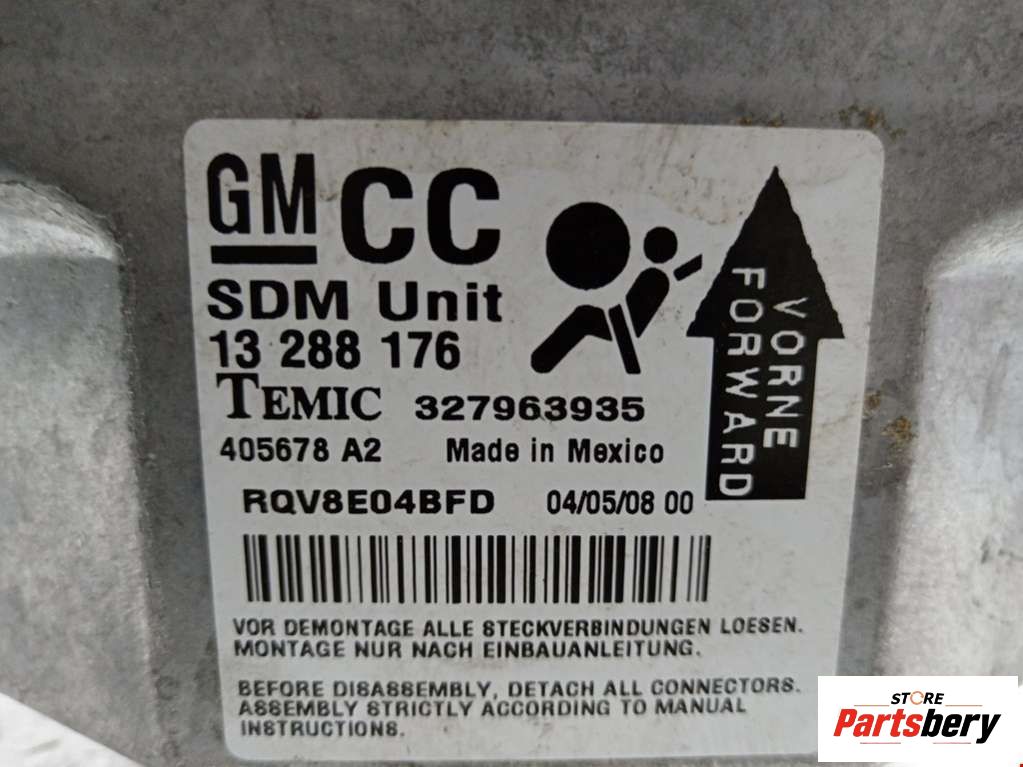 GM CC
SDM Unit
13 288 176
TEMIC 327963935
405678 A2 Made in Mexico
RQV8E04BFD 04/05/08 00
VORNE
FORWARD
VOR DEMONTAGE ALLE STECKVERBINDUNGEN LOESEN.
MONTAGE NUR NACH EINBAUANLEITUNG.
BEFORE DISASSEMBLY, DETACH ALL CONNECTORS.
ASSEMBLY STRICTLY ACCORDING TO MANUAL
INSTRUCTIONS.
STORE
Partsbery